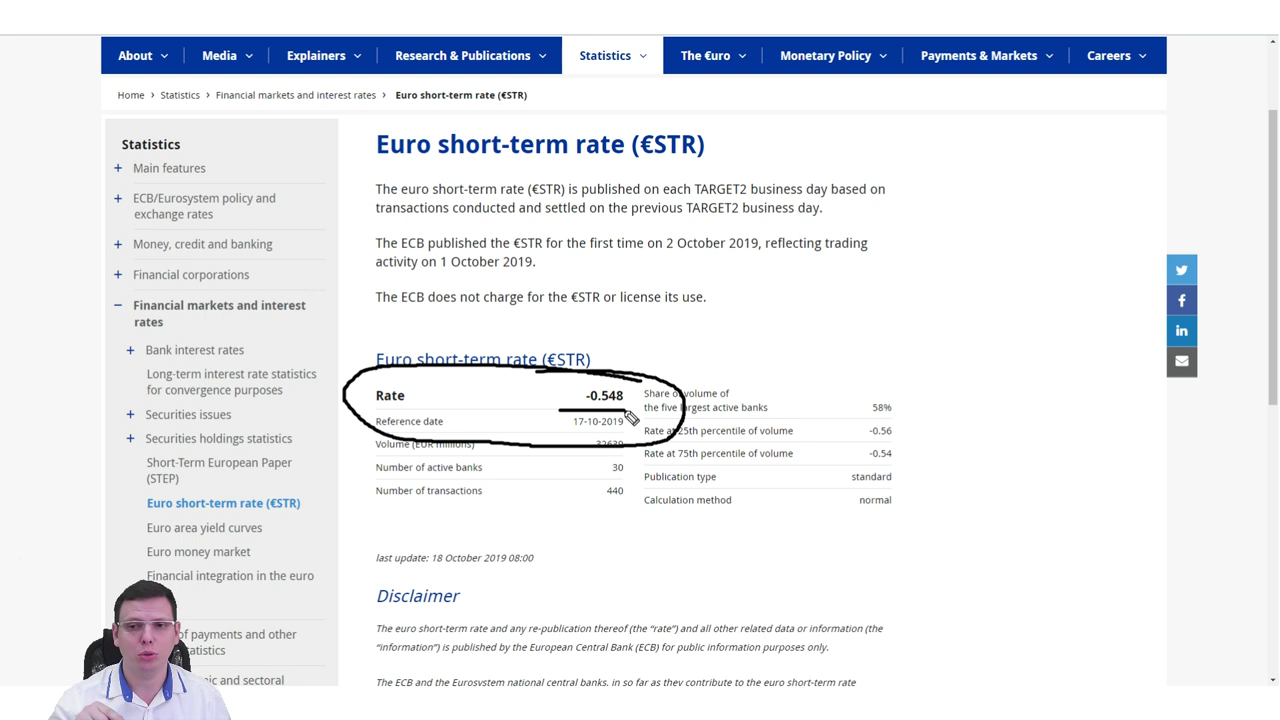 About Media Explainers Research & Publications Statistics The €uro Monetary Policy Payments & Markets Careers
Home › Statistics › Financial markets and interest rates › Euro short-term rate (€STR)
Statistics
+ Main features
+ ECB/Eurosystem policy and
exchange rates
+ Money, credit and banking
+ Financial corporations
− Financial markets and interest
rates
+ Bank interest rates
Long-term interest rate statistics
for convergence purposes
+ Securities issues
+ Securities holdings statistics
Short-Term European Paper
(STEP)
Euro short-term rate (€STR)
Euro area yield curves
Euro money market
Financial integration in the euro
of payments and other
and sectoral
Euro short-term rate (€STR)
The euro short-term rate (€STR) is published on each TARGET2 business day based on
transactions conducted and settled on the previous TARGET2 business day.
The ECB published the €STR for the first time on 2 October 2019, reflecting trading
activity on 1 October 2019.
The ECB does not charge for the €STR or license its use.
Euro short-term rate (€STR)
Rate -0.548
Reference date 17-10-2019
Volume (EUR millions) 32639
Number of active banks 30
Number of transactions 440
Share of volume of
the five largest active banks 58%
Rate at 25th percentile of volume -0.56
Rate at 75th percentile of volume -0.54
Publication type standard
Calculation method normal
last update: 18 October 2019 08:00
Disclaimer
The euro short-term rate and any re-publication thereof (the “rate”) and all other related data or information (the
“information”) is published by the European Central Bank (ECB) for public information purposes only.
The ECB and the Eurosystem national central banks, in so far as they contribute to the euro short-term rate